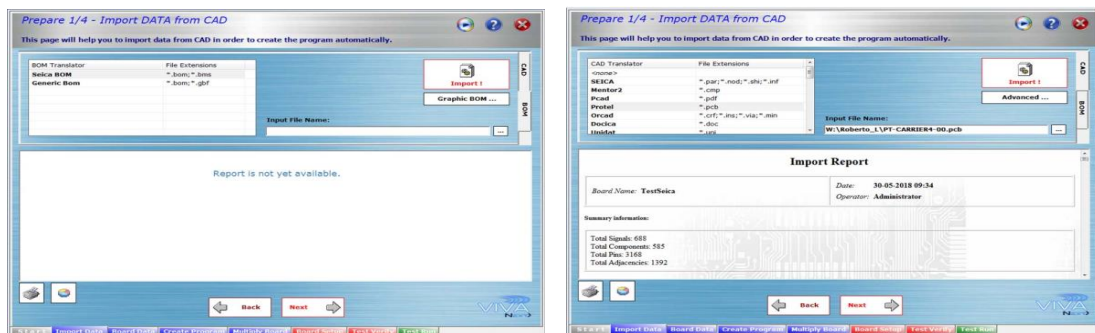 Prepare 1/4 - Import DATA from CAD
This page will help you to import data from CAD in order to create the program automatically.
BOM Translator File Extensions
Seica BOM *.bom;*.bms
Generic Bom *.bom;*.gbf
Import !
Graphic BOM ...
CAD
BOM
Input File Name:
...
Report is not yet available.
Back Next
VIVA
Next>
START Import Data Board Data Create Program Multiply Board Board Setup Test Verify Test Run
Prepare 1/4 - Import DATA from CAD
This page will help you to import data from CAD in order to create the program automatically.
CAD Translator File Extensions
<none>
SEICA *.par;*.nod;*.shi;*.inf
Mentor2 *.cmp
Pcad *.pdf
Protel *.pcb
Orcad *.crf;*.ins;*.via;*.min
Docica *.doc
Unidat *.uni
Import !
Advanced ...
CAD
BOM
Input File Name:
W:\Roberto_L\PT-CARRIER4-00.pcb
...
Import Report
Board Name: TestSeica
Date: 30-05-2018 09:34
Operator: Administrator
Summary information:
Total Signals: 688
Total Components: 585
Total Pins: 3168
Total Adjacencies: 1392
Back Next
VIVA
Next>
START Import Data Board Data Create Program Multiply Board Board Setup Test Verify Test Run